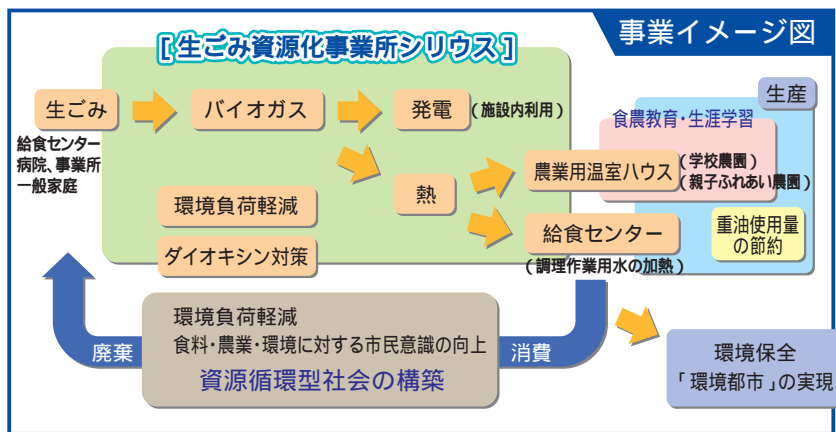 事業イメージ図
[ 生ごみ資源化事業所シリウス ]
生ごみ
給食センター
病院、事業所
一般家庭
バイオガス
発電
(施設内利用)
熱
環境負荷軽減
ダイオキシン対策
生産
食農教育・生涯学習
農業用温室ハウス
(学校農園)
(親子ふれあい農園)
給食センター
(調理作業用水の加熱)
重油使用量
の節約
廃棄
環境負荷軽減
食料・農業・環境に対する市民意識の向上
資源循環型社会の構築
消費
環境保全
「環境都市」の実現